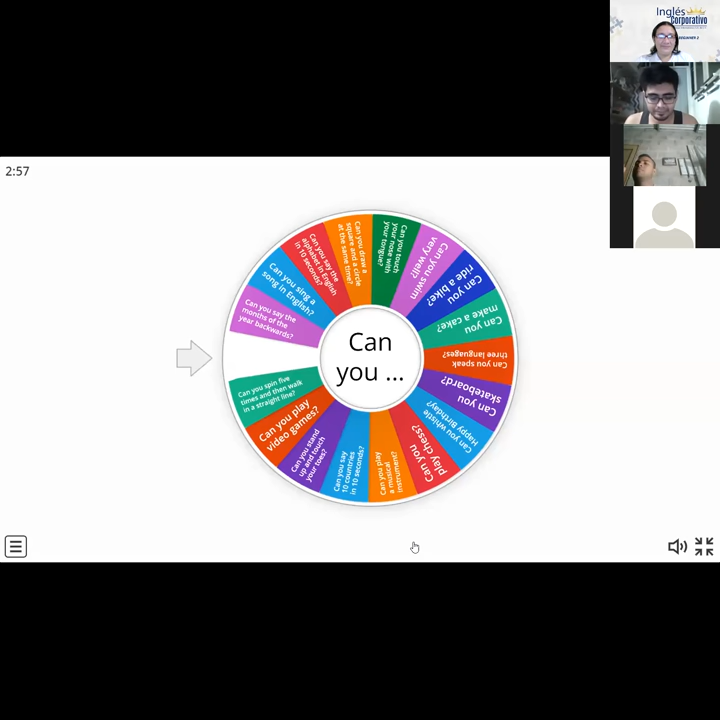 Inglés
Corporativo
BEGINNER 3
2:57
Can
you ...
Can you touch
your nose with
your tongue?
Can you swim
very well?
Can you
ride a bike?
Can you
make a cake?
Can you speak
three languages?
Can you
skateboard?
Can you whistle
Happy Birthday?
Can you
play chess?
Can you play
a musical
instrument?
Can you say
10 countries
in 10 seconds?
Can you stand
up and touch
your toes?
Can you play
video games?
Can you spin five
times and then walk
in a straight line?
Can you say the
months of the
year backwards?
Can you sing a
song in English?
Can you say the
alphabet in English
in 10 seconds?
Can you draw a
square and a circle
at the same time?